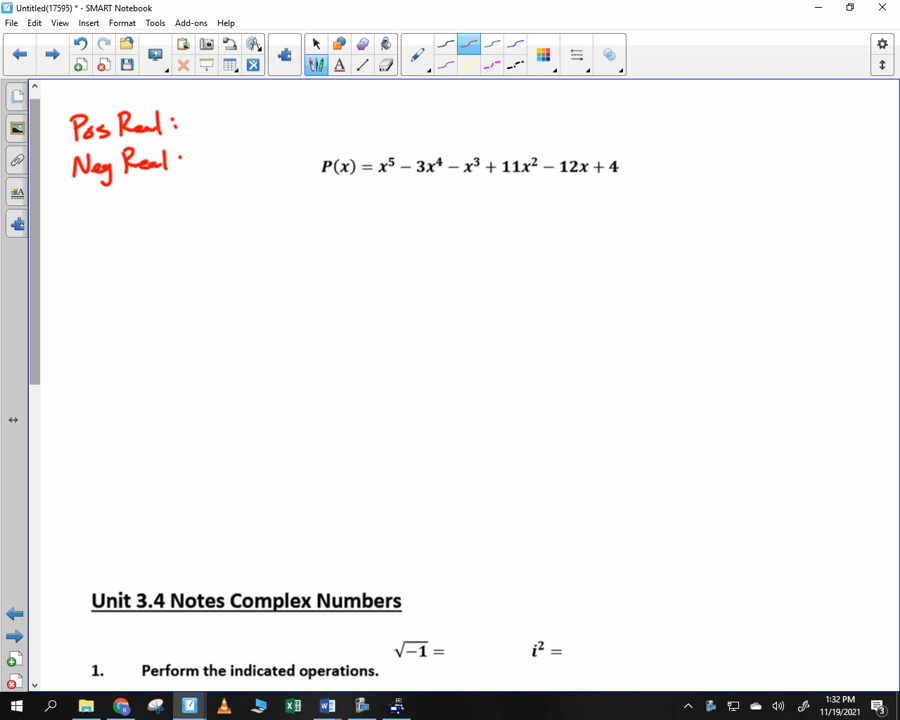 Untitled(17595) * - SMART Notebook
File Edit View Insert Format Tools Add-ons Help
Pos Real :
Neg Real :
P(x) = x⁵ − 3x⁴ − x³ + 11x² − 12x + 4
Unit 3.4 Notes Complex Numbers
√−1 = i² =
1. Perform the indicated operations.
1:32 PM
11/19/2021
3